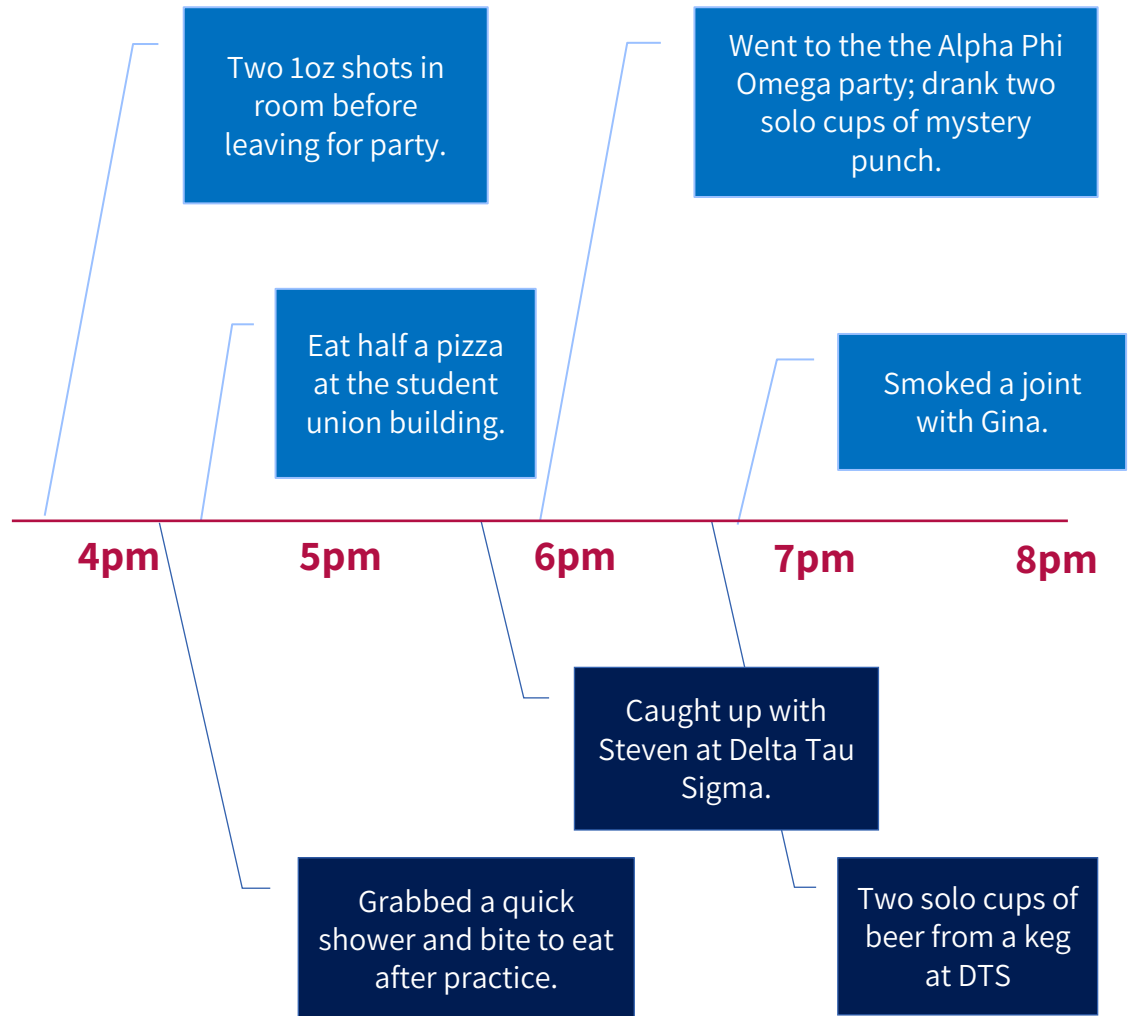 Two 1oz shots in
room before
leaving for party.
Went to the the Alpha Phi
Omega party; drank two
solo cups of mystery
punch.
Eat half a pizza
at the student
union building.
Smoked a joint
with Gina.
4pm
5pm
6pm
7pm
8pm
Caught up with
Steven at Delta Tau
Sigma.
Grabbed a quick
shower and bite to eat
after practice.
Two solo cups of
beer from a keg
at DTS